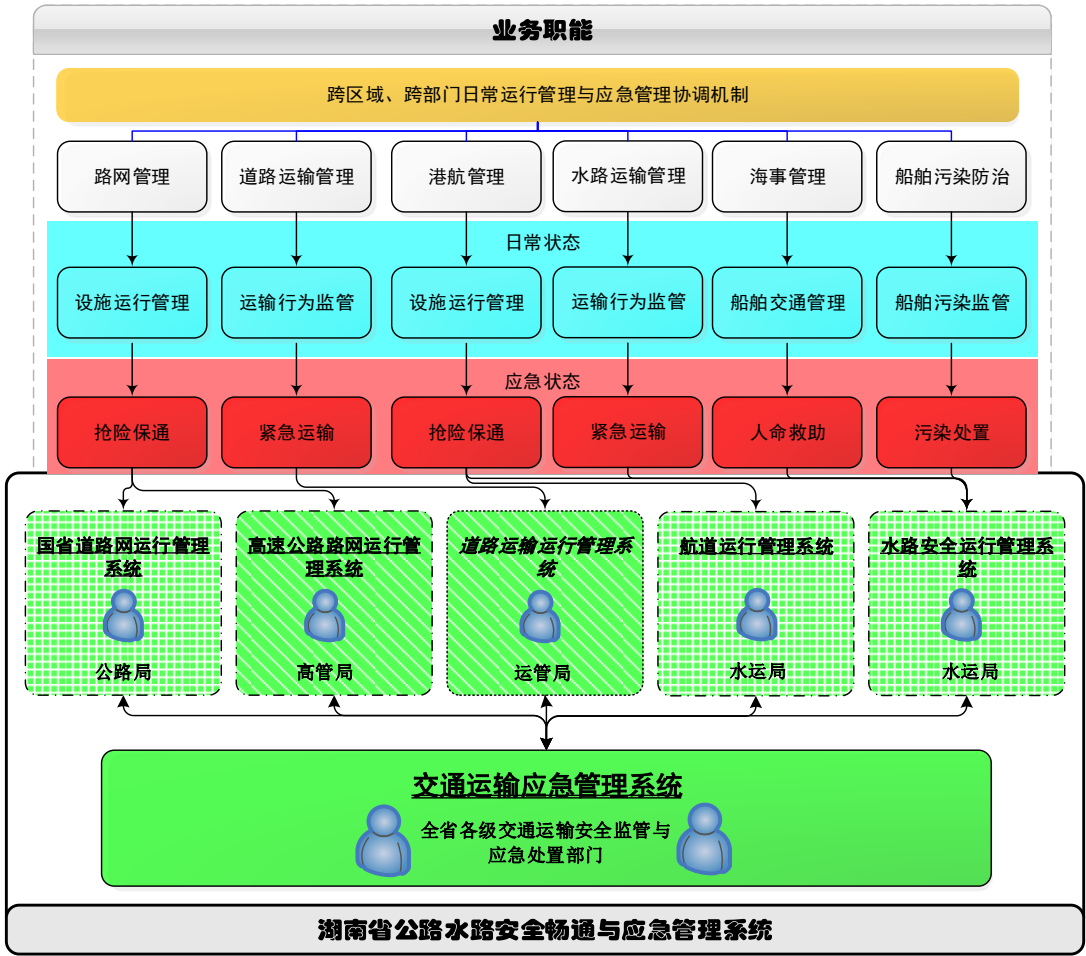 业务职能
跨区域、跨部门日常运行管理与应急管理协调机制
路网管理
道路运输管理
港航管理
水路运输管理
海事管理
船舶污染防治
日常状态
设施运行管理
运输行为监管
设施运行管理
运输行为监管
船舶交通管理
船舶污染监管
应急状态
抢险保通
紧急运输
抢险保通
紧急运输
人命救助
污染处置
国省道路网运行管理
系统
公路局
高速公路路网运行管
理系统
高管局
道路运输运行管理系
统
运管局
航道运行管理系统
水运局
水路安全运行管理系
统
水运局
交通运输应急管理系统
全省各级交通运输安全监管与
应急处置部门
湖南省公路水路安全畅通与应急管理系统